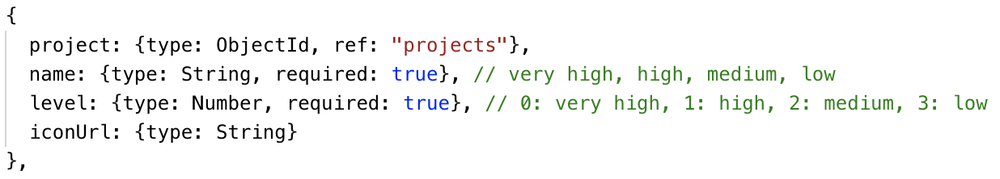 {
project: {type: ObjectId, ref: "projects"},
name: {type: String, required: true}, // very high, high, medium, low
level: {type: Number, required: true}, // 0: very high, 1: high, 2: medium, 3: low
iconUrl: {type: String}
},